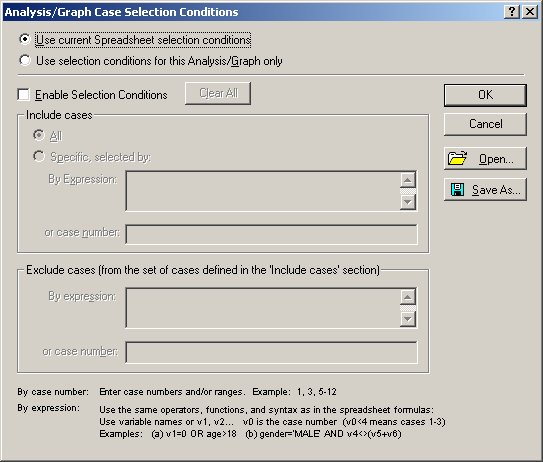 Analysis/Graph Case Selection Conditions
Use current Spreadsheet selection conditions
Use selection conditions for this Analysis/Graph only
Enable Selection Conditions
Clear All
OK
Cancel
Open...
Save As...
Include cases
All
Specific, selected by:
By Expression:
or case number:
Exclude cases (from the set of cases defined in the 'Include cases' section)
By expression:
or case number:
By case number: Enter case numbers and/or ranges. Example: 1, 3, 5-12
By expression: Use the same operators, functions, and syntax as in the spreadsheet formulas:
Use variable names or v1, v2... v0 is the case number (v0<4 means cases 1-3)
Examples: (a) v1=0 OR age>18 (b) gender='MALE' AND v4<>(v5+v6)